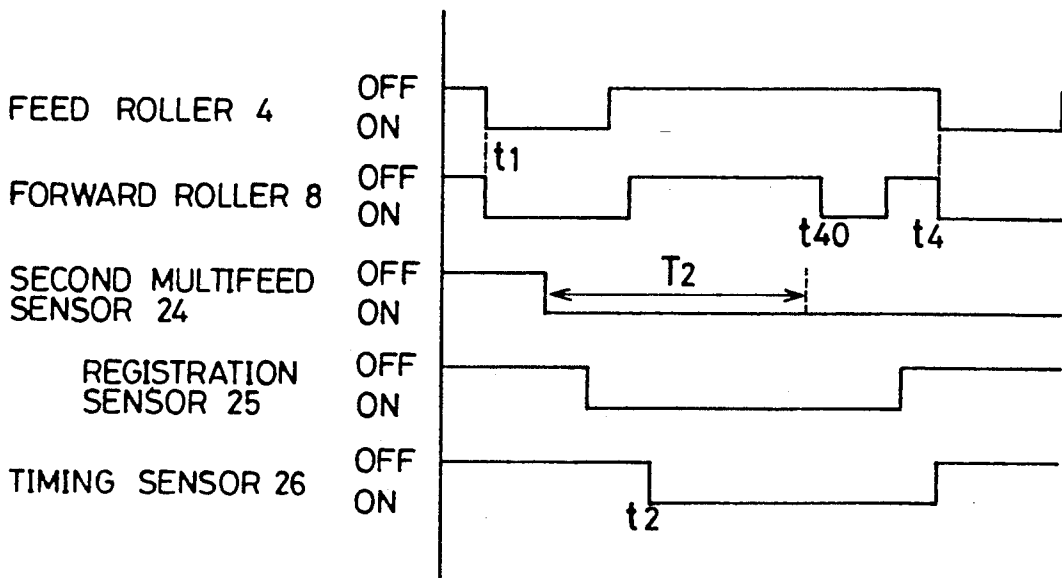 FEED ROLLER 4
OFF
ON
t1
FORWARD ROLLER 8
OFF
ON
t40
t4
SECOND MULTIFEED
SENSOR 24
OFF
ON
T2
REGISTRATION
SENSOR 25
OFF
ON
TIMING SENSOR 26
OFF
ON
t2